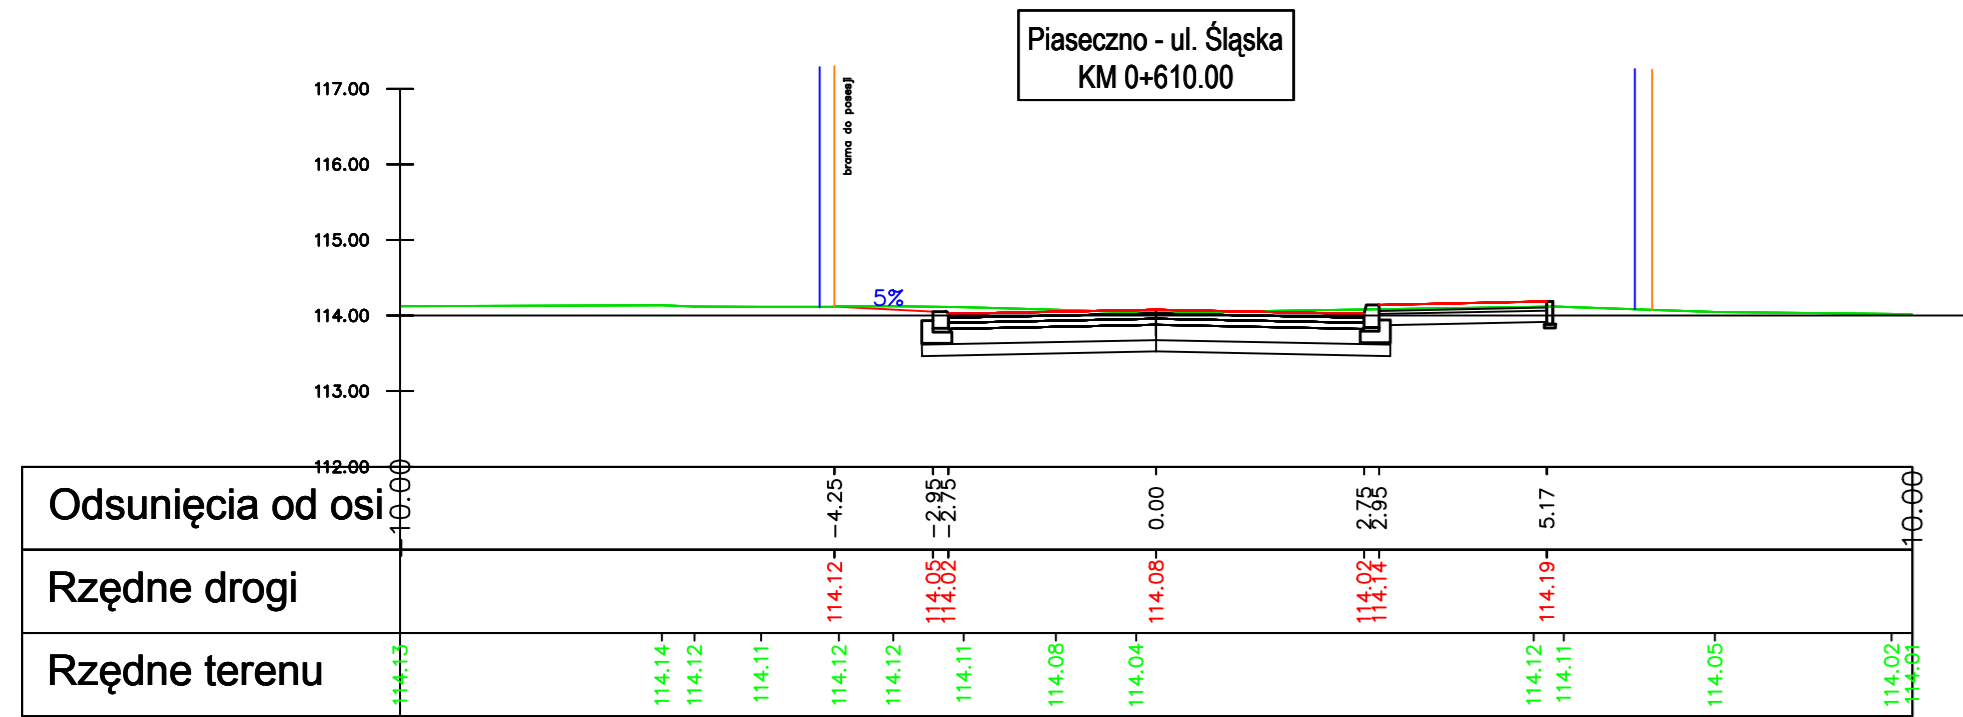 Piaseczno - ul. Śląska
KM 0+610.00
117.00
116.00
115.00
114.00
113.00
112.00
brama do posesji
5%
Odsunięcia od osi
-10.00 -4.25 -2.95 -2.75 0.00 2.75 2.95 5.17 10.00
Rzędne drogi
114.12 114.05 114.02 114.08 114.02 114.14 114.19
Rzędne terenu
114.13 114.14 114.12 114.11 114.12 114.12 114.11 114.08 114.04 114.12 114.11 114.05 114.02 114.01